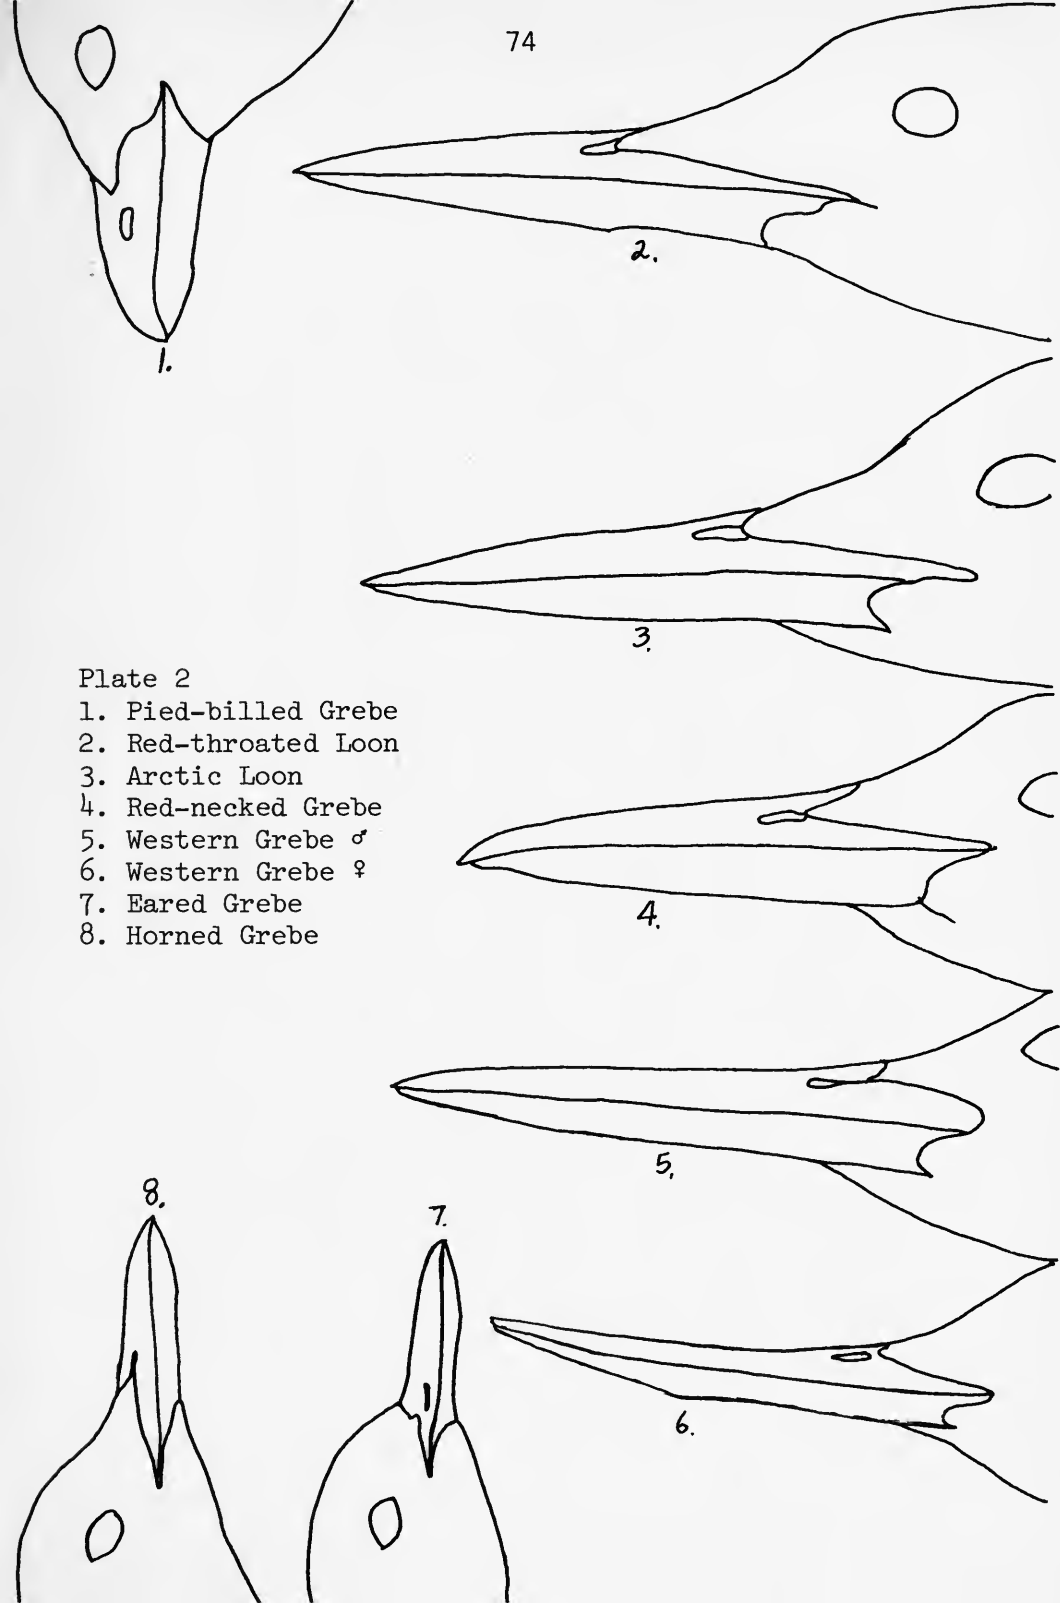 74
1.
2.
3.
Plate 2
1. Pied-billed Grebe
2. Red-throated Loon
3. Arctic Loon
4. Red-necked Grebe
5. Western Grebe ♂
6. Western Grebe ♀
7. Eared Grebe
8. Horned Grebe
4.
5.
8.
7.
6.